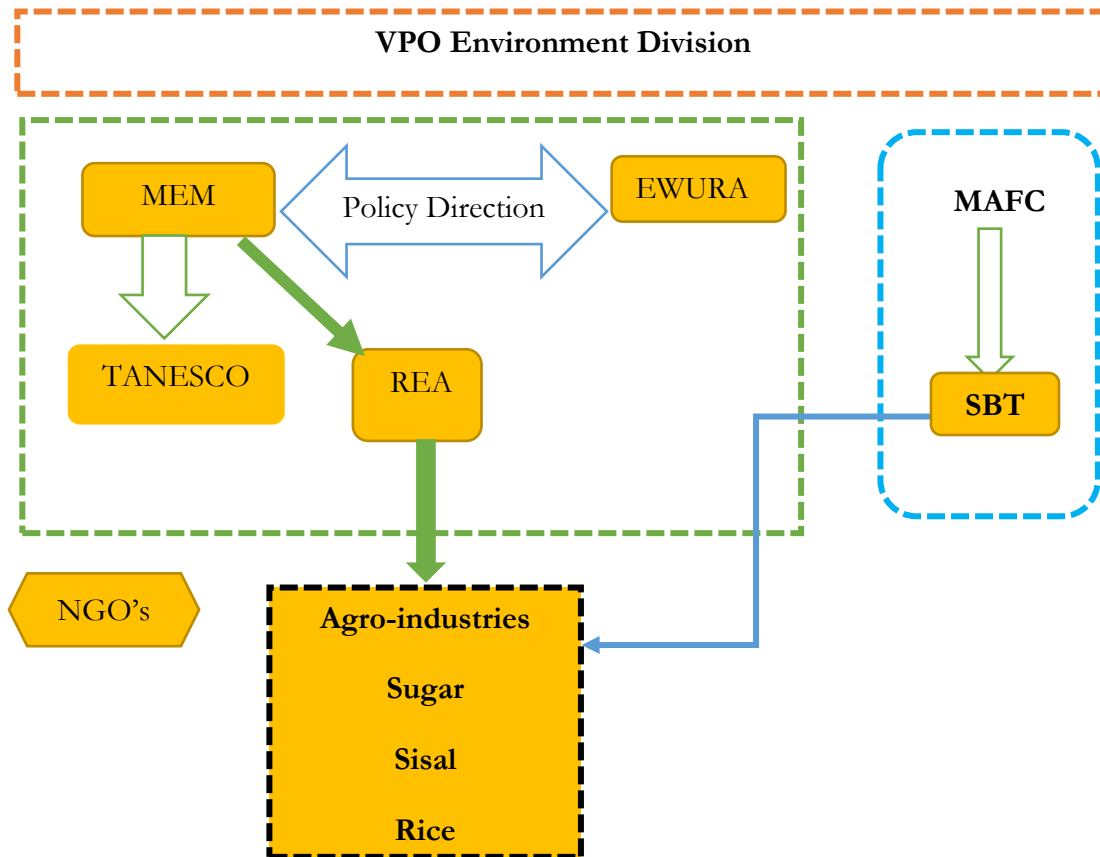 VPO Environment Division
MEM
Policy Direction
EWURA
MAFC
TANESCO
REA
SBT
NGO’s
Agro-industries
Sugar
Sisal
Rice